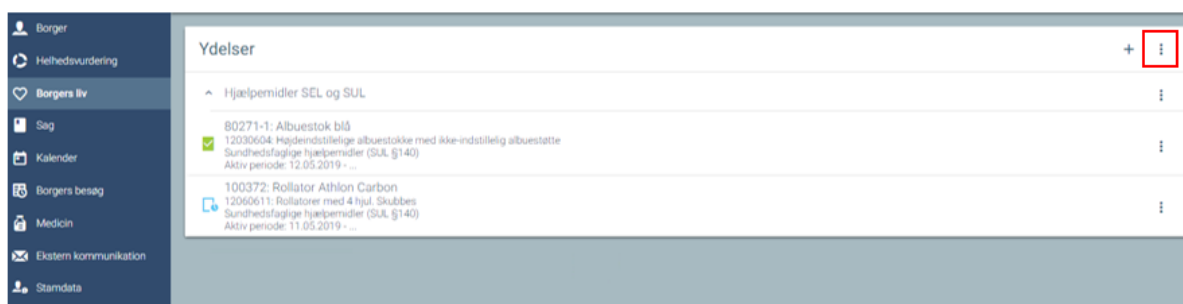 Borger
Helhedsvurdering
Borgers liv
Søg
Kalender
Borgers besøg
Medicin
Ekstern kommunikation
Stamdata
Ydelser
Hjælpemidler SEL og SUL
80271-1: Albuestok blå
12030604: Højdeindstillelige albuestokke med ikke-indstillelig albuestøtte
Sundhedsfaglige hjælpemidler (SUL §140)
Aktiv periode: 12.05.2019 - ...
100372: Rollator Athlon Carbon
12060611: Rollatorer med 4 hjul. Skubbes
Sundhedsfaglige hjælpemidler (SUL §140)
Aktiv periode: 11.05.2019 - ...